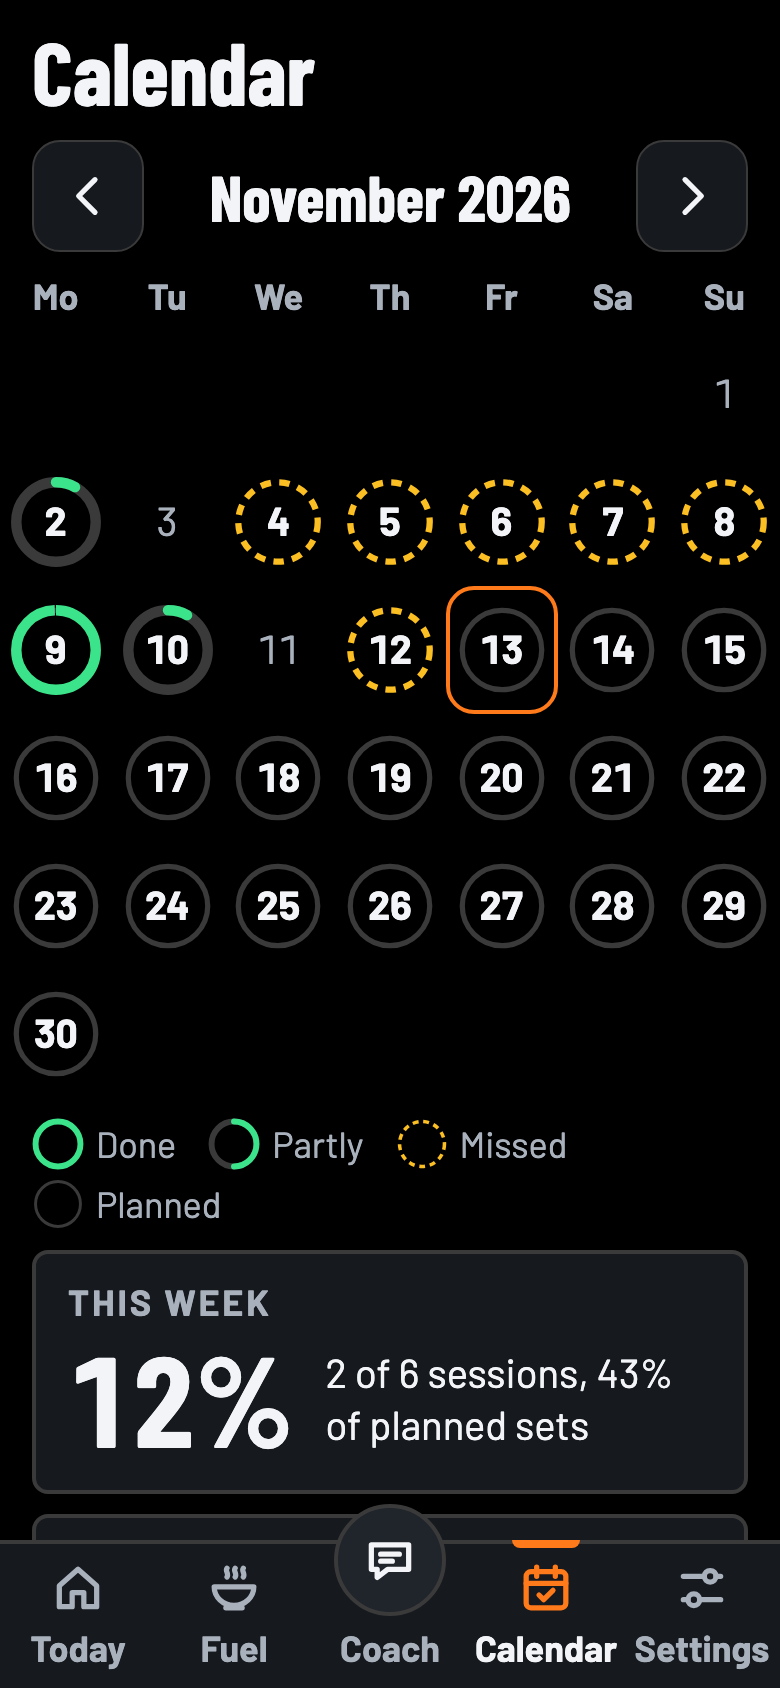 Calendar
November 2026
Mo Tu We Th Fr Sa Su
1
2 3 4 5 6 7 8
9 10 11 12 13 14 15
16 17 18 19 20 21 22
23 24 25 26 27 28 29
30
Done Partly Missed
Planned
THIS WEEK
12%
2 of 6 sessions, 43%
of planned sets
Today Fuel Coach Calendar Settings